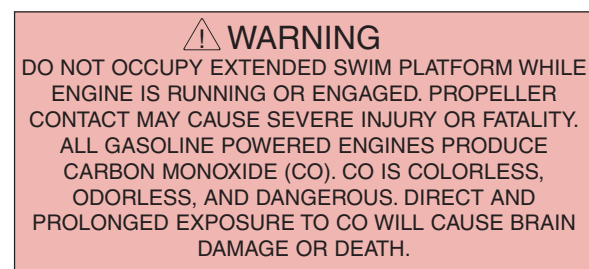 ⚠ WARNING
DO NOT OCCUPY EXTENDED SWIM PLATFORM WHILE
ENGINE IS RUNNING OR ENGAGED. PROPELLER
CONTACT MAY CAUSE SEVERE INJURY OR FATALITY.
ALL GASOLINE POWERED ENGINES PRODUCE
CARBON MONOXIDE (CO). CO IS COLORLESS,
ODORLESS, AND DANGEROUS. DIRECT AND
PROLONGED EXPOSURE TO CO WILL CAUSE BRAIN
DAMAGE OR DEATH.